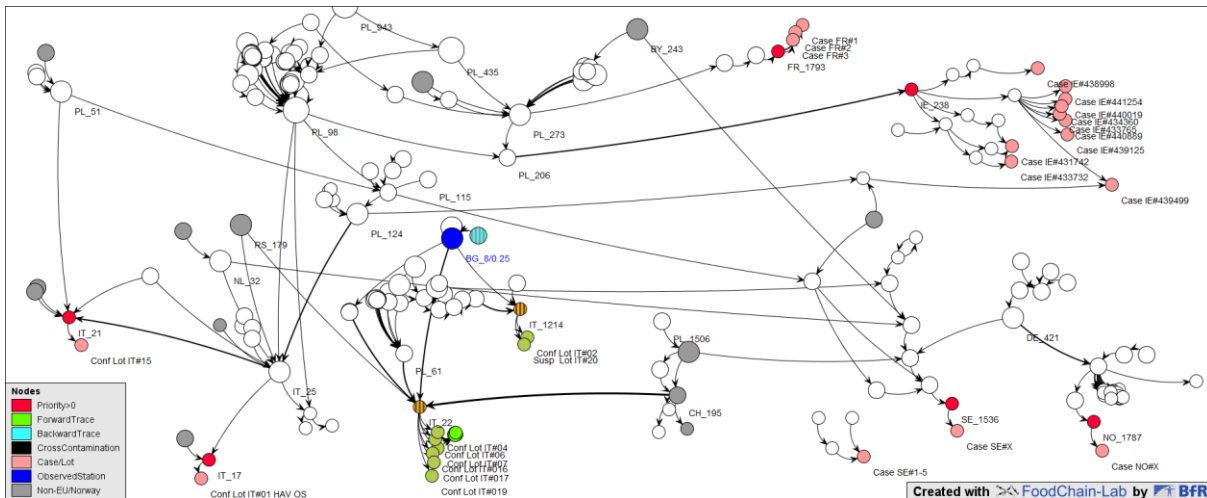 PL_943
BY_243
Case FR#1
Case FR#2
Case FR#3
FR_1793
PL_435
PL_51
PL_98
PL_273
PL_206
IE_238
Case IE#438998
Case IE#441254
Case IE#440019
Case IE#434360
Case IE#433765
Case IE#440889
Case IE#439125
Case IE#431742
Case IE#433732
Case IE#439499
PL_115
PL_124
RS_179
BG_8/0.25
NL_32
IT_21
Conf Lot IT#15
IT_1214
Conf Lot IT#02
Susp Lot IT#20
PL_1506
DE_421
PL_61
IT_25
CH_195
IT_22
Conf Lot IT#04
Conf Lot IT#06
Conf Lot IT#07
Conf Lot IT#016
Conf Lot IT#017
Conf Lot IT#019
SE_1536
Case SE#X
NO_1787
Case NO#X
Case SE#1-5
IT_17
Conf Lot IT#01 HAV OS
Nodes
Priority>0
ForwardTrace
BackwardTrace
CrossContamination
Case/Lot
ObservedStation
Non-EU/Norway
Created with FoodChain-Lab by BfR